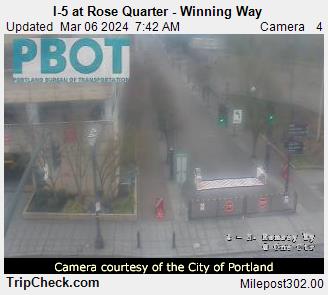 I-5 at Rose Quarter - Winning Way
Updated Mar 06 2024 7:42 AM Camera 4
PBOT
PORTLAND BUREAU OF TRANSPORTATION
Camera courtesy of the City of Portland
TripCheck.com Milepost302.00